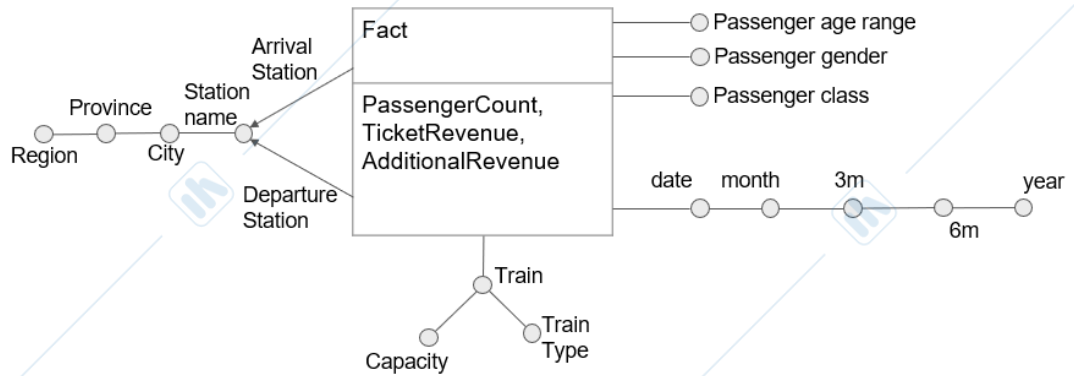 Fact
Passenger age range
Passenger gender
Passenger class
Arrival
Station
PassengerCount,
TicketRevenue,
AdditionalRevenue
Province
Station
name
Region
City
Departure
Station
date
month
3m
6m
year
Train
Train
Type
Capacity